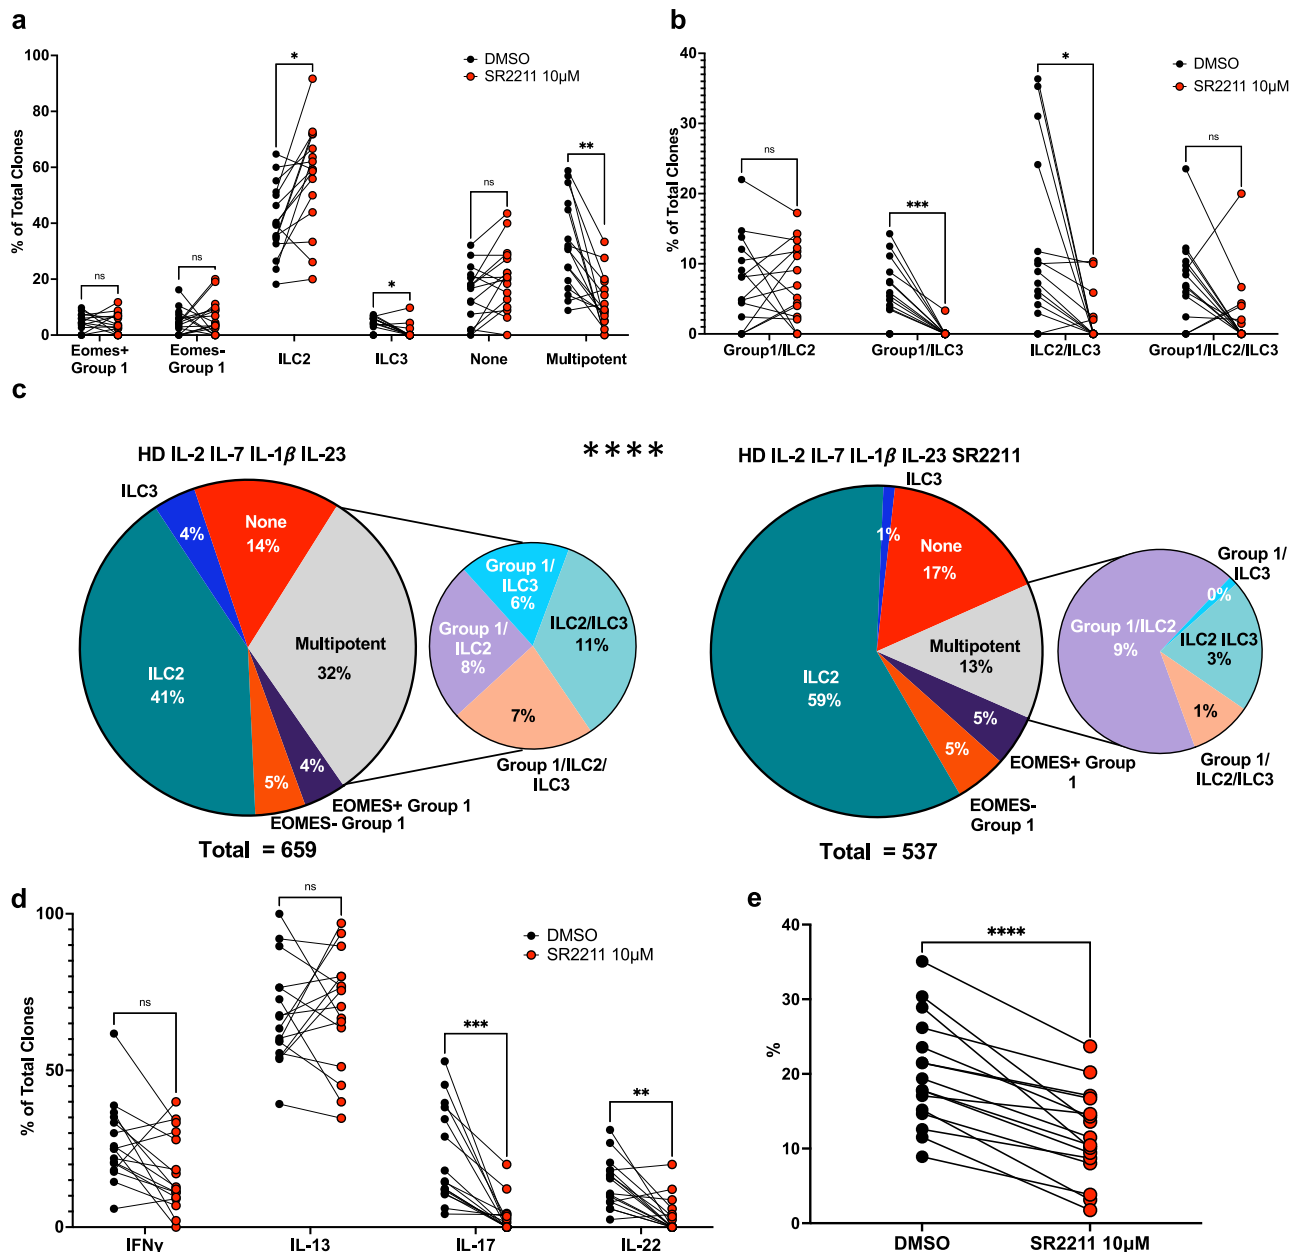 a
100
80
60
40
20
0
% of Total Clones
DMSO
SR2211 10µM
ns
ns
*
*
ns
**
Eomes+
Group 1
Eomes-
Group 1
ILC2
ILC3
None
Multipotent
b
40
30
20
10
0
% of Total Clones
DMSO
SR2211 10µM
ns
***
*
ns
Group1/ILC2
Group1/ILC3
ILC2/ILC3
Group1/ILC2/ILC3
c
HD IL-2 IL-7 IL-1β IL-23
ILC3
4%
None
14%
Multipotent
32%
ILC2
41%
5%
4%
EOMES+ Group 1
EOMES- Group 1
Total = 659
Group 1/
ILC3
6%
Group 1/
ILC2
8%
ILC2/ILC3
11%
7%
Group 1/ILC2/
ILC3
****
HD IL-2 IL-7 IL-1β IL-23 SR2211
ILC3
1%
None
17%
Multipotent
13%
ILC2
59%
5%
5%
EOMES+ Group
1
EOMES-
Group 1
Total = 537
Group 1/
ILC3
0%
Group 1/ILC2
9%
ILC2 ILC3
3%
1%
Group 1/
ILC2/ILC3
d
100
50
0
% of Total Clones
DMSO
SR2211 10µM
ns
ns
***
**
IFNγ
IL-13
IL-17
IL-22
e
40
30
20
10
0
%
****
DMSO
SR2211 10µM